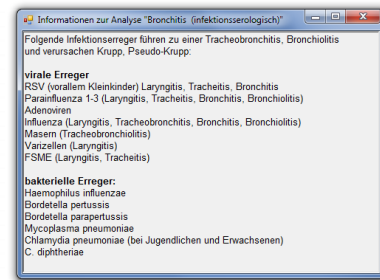 Informationen zur Analyse "Bronchitis (infektionsserologisch)"
Folgende Infektionserreger führen zu einer Tracheobronchitis, Bronchiolitis
und verursachen Krupp, Pseudo-Krupp:
virale Erreger
RSV (vorallem Kleinkinder) Laryngitis, Tracheitis, Bronchitis
Parainfluenza 1-3 (Laryngitis, Tracheitis, Bronchitis, Bronchiolitis)
Adenoviren
Influenza (Laryngitis, Tracheobronchitis, Bronchitis, Bronchiolitis)
Masern (Tracheobronchiolitis)
Varizellen (Laryngitis)
FSME (Laryngitis, Tracheitis)
bakterielle Erreger:
Haemophilus influenzae
Bordetella pertussis
Bordetella parapertussis
Mycoplasma pneumoniae
Chlamydia pneumoniae (bei Jugendlichen und Erwachsenen)
C. diphtheriae